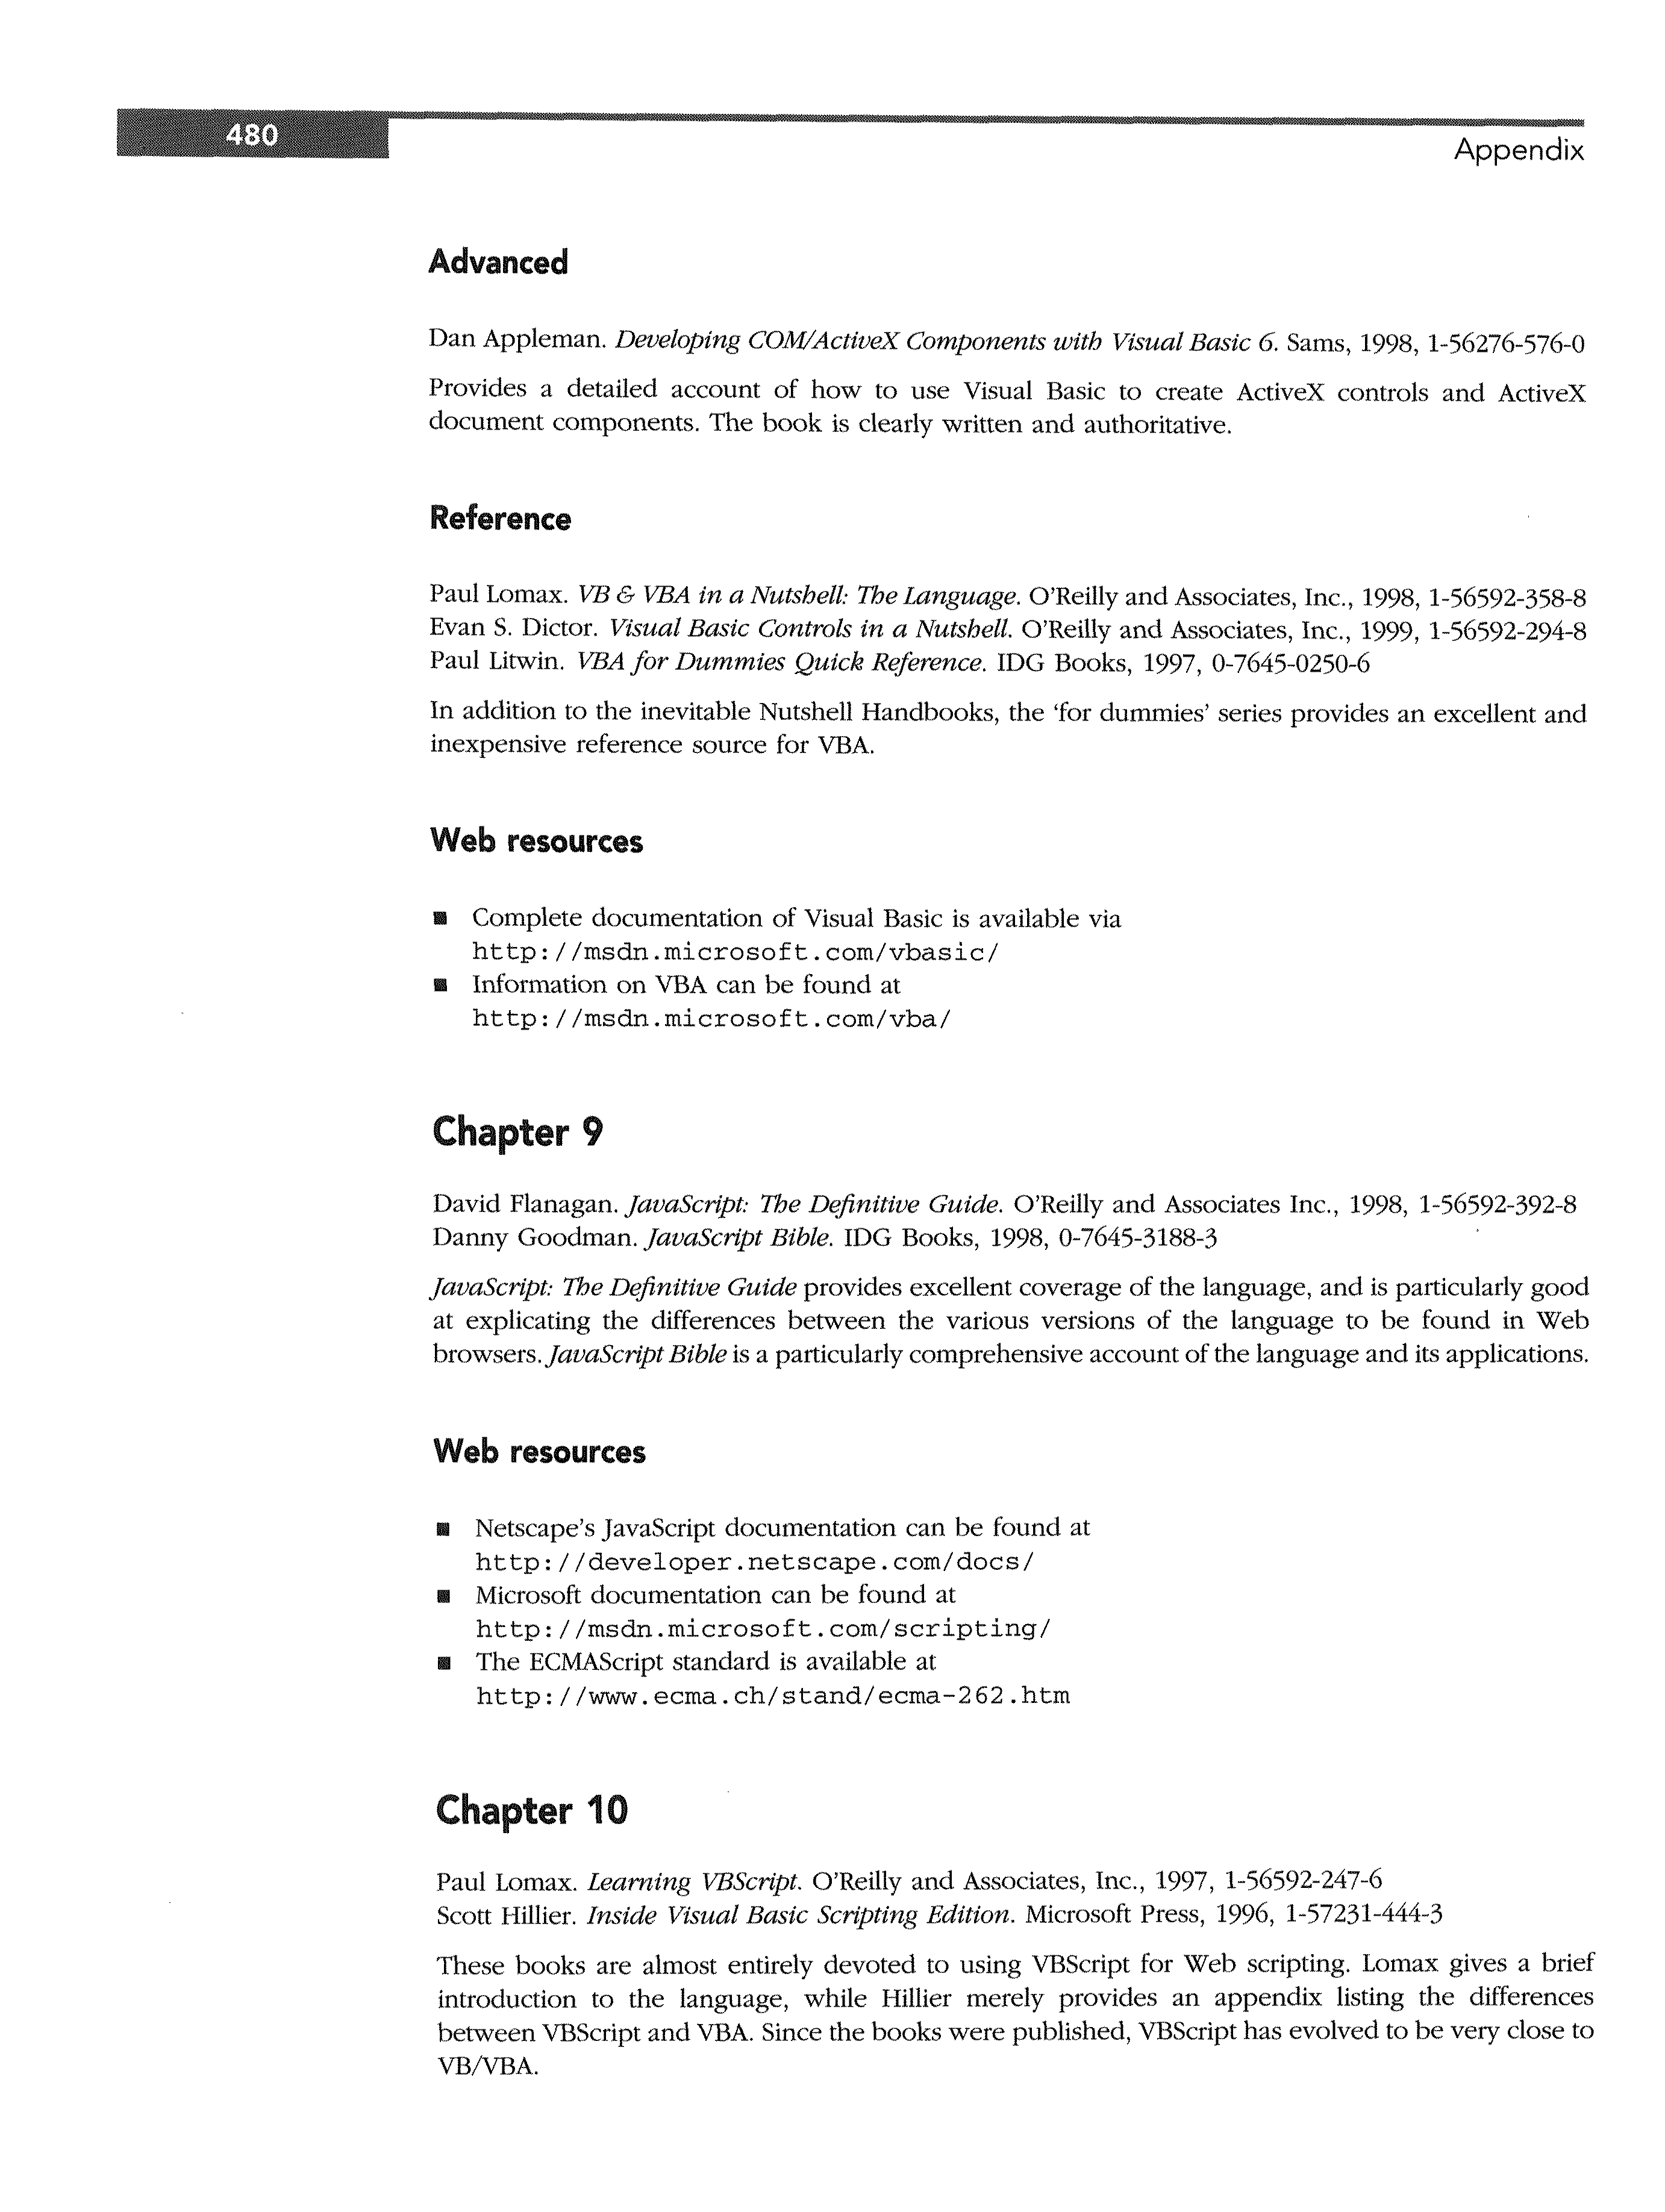 480
Appendix
Advanced
Dan Appleman. Developing COM/ActiveX Components with Visual Basic 6. Sams, 1998, 1-56276-576-0
Provides a detailed account of how to use Visual Basic to create ActiveX controls and ActiveX
document components. The book is clearly written and authoritative.
Reference
Paul Lomax. VB & VBA in a Nutshell: The Language. O'Reilly and Associates, Inc., 1998, 1-56592-358-8
Evan S. Dictor. Visual Basic Controls in a Nutshell. O'Reilly and Associates, Inc., 1999, 1-56592-294-8
Paul Litwin. VBA for Dummies Quick Reference. IDG Books, 1997, 0-7645-0250-6
In addition to the inevitable Nutshell Handbooks, the 'for dummies' series provides an excellent and
inexpensive reference source for VBA.
Web resources
■ Complete documentation of Visual Basic is available via
http://msdn.microsoft.com/vbasic/
■ Information on VBA can be found at
http://msdn.microsoft.com/vba/
Chapter 9
David Flanagan. JavaScript: The Definitive Guide. O'Reilly and Associates Inc., 1998, 1-56592-392-8
Danny Goodman. JavaScript Bible. IDG Books, 1998, 0-7645-3188-3
JavaScript: The Definitive Guide provides excellent coverage of the language, and is particularly good
at explicating the differences between the various versions of the language to be found in Web
browsers. JavaScript Bible is a particularly comprehensive account of the language and its applications.
Web resources
■ Netscape's JavaScript documentation can be found at
http://developer.netscape.com/docs/
■ Microsoft documentation can be found at
http://msdn.microsoft.com/scripting/
■ The ECMAScript standard is available at
http://www.ecma.ch/stand/ecma-262.htm
Chapter 10
Paul Lomax. Learning VBScript. O'Reilly and Associates, Inc., 1997, 1-56592-247-6
Scott Hillier. Inside Visual Basic Scripting Edition. Microsoft Press, 1996, 1-57231-444-3
These books are almost entirely devoted to using VBScript for Web scripting. Lomax gives a brief
introduction to the language, while Hillier merely provides an appendix listing the differences
between VBScript and VBA. Since the books were published, VBScript has evolved to be very close to
VB/VBA.